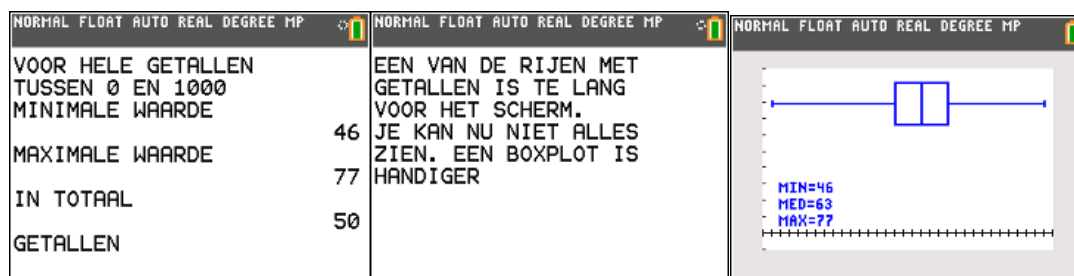 NORMAL FLOAT AUTO REAL DEGREE MP
VOOR HELE GETALLEN
TUSSEN 0 EN 1000
MINIMALE WAARDE
46
MAXIMALE WAARDE
77
IN TOTAAL
50
GETALLEN
NORMAL FLOAT AUTO REAL DEGREE MP
EEN VAN DE RIJEN MET
GETALLEN IS TE LANG
VOOR HET SCHERM.
JE KAN NU NIET ALLES
ZIEN. EEN BOXPLOT IS
HANDIGER
NORMAL FLOAT AUTO REAL DEGREE MP
MIN=46
MED=63
MAX=77